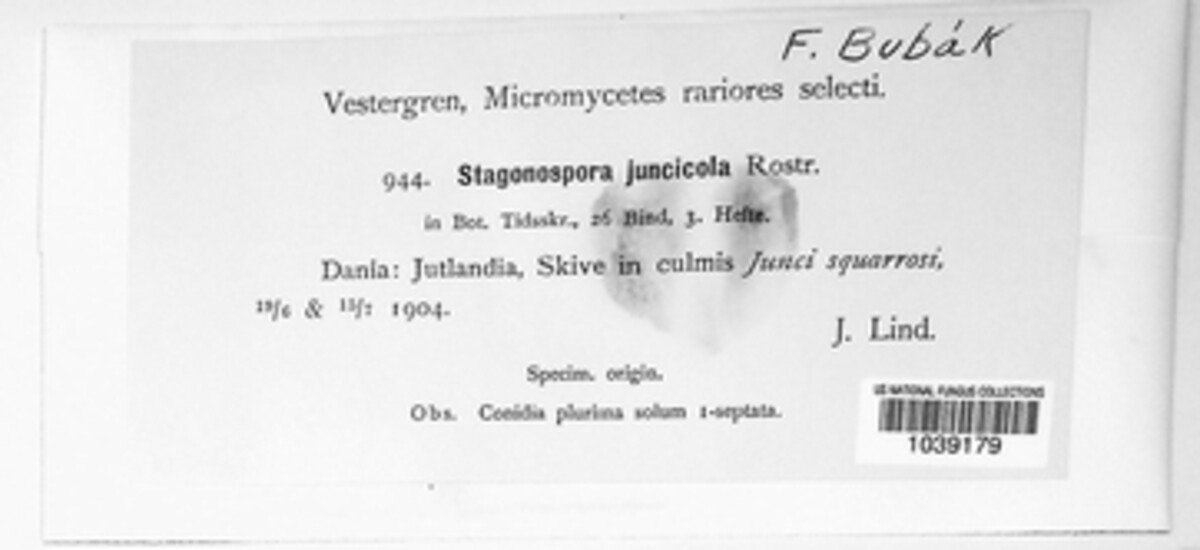 F. Bubák
Vestergren, Micromycetes rariores selecti.
944. Stagonospora juncicola Rostr.
in Bot. Tidsskr., 26 Bind, 3. Hefte.
Dania: Jutlandia, Skive in culmis Junci squarrosi,
19/6 & 15/7 1904.
J. Lind.
Specim. origin.
Obs. Conidia plurima solum 1-septata.
US NATIONAL FUNGUS COLLECTIONS
1039179